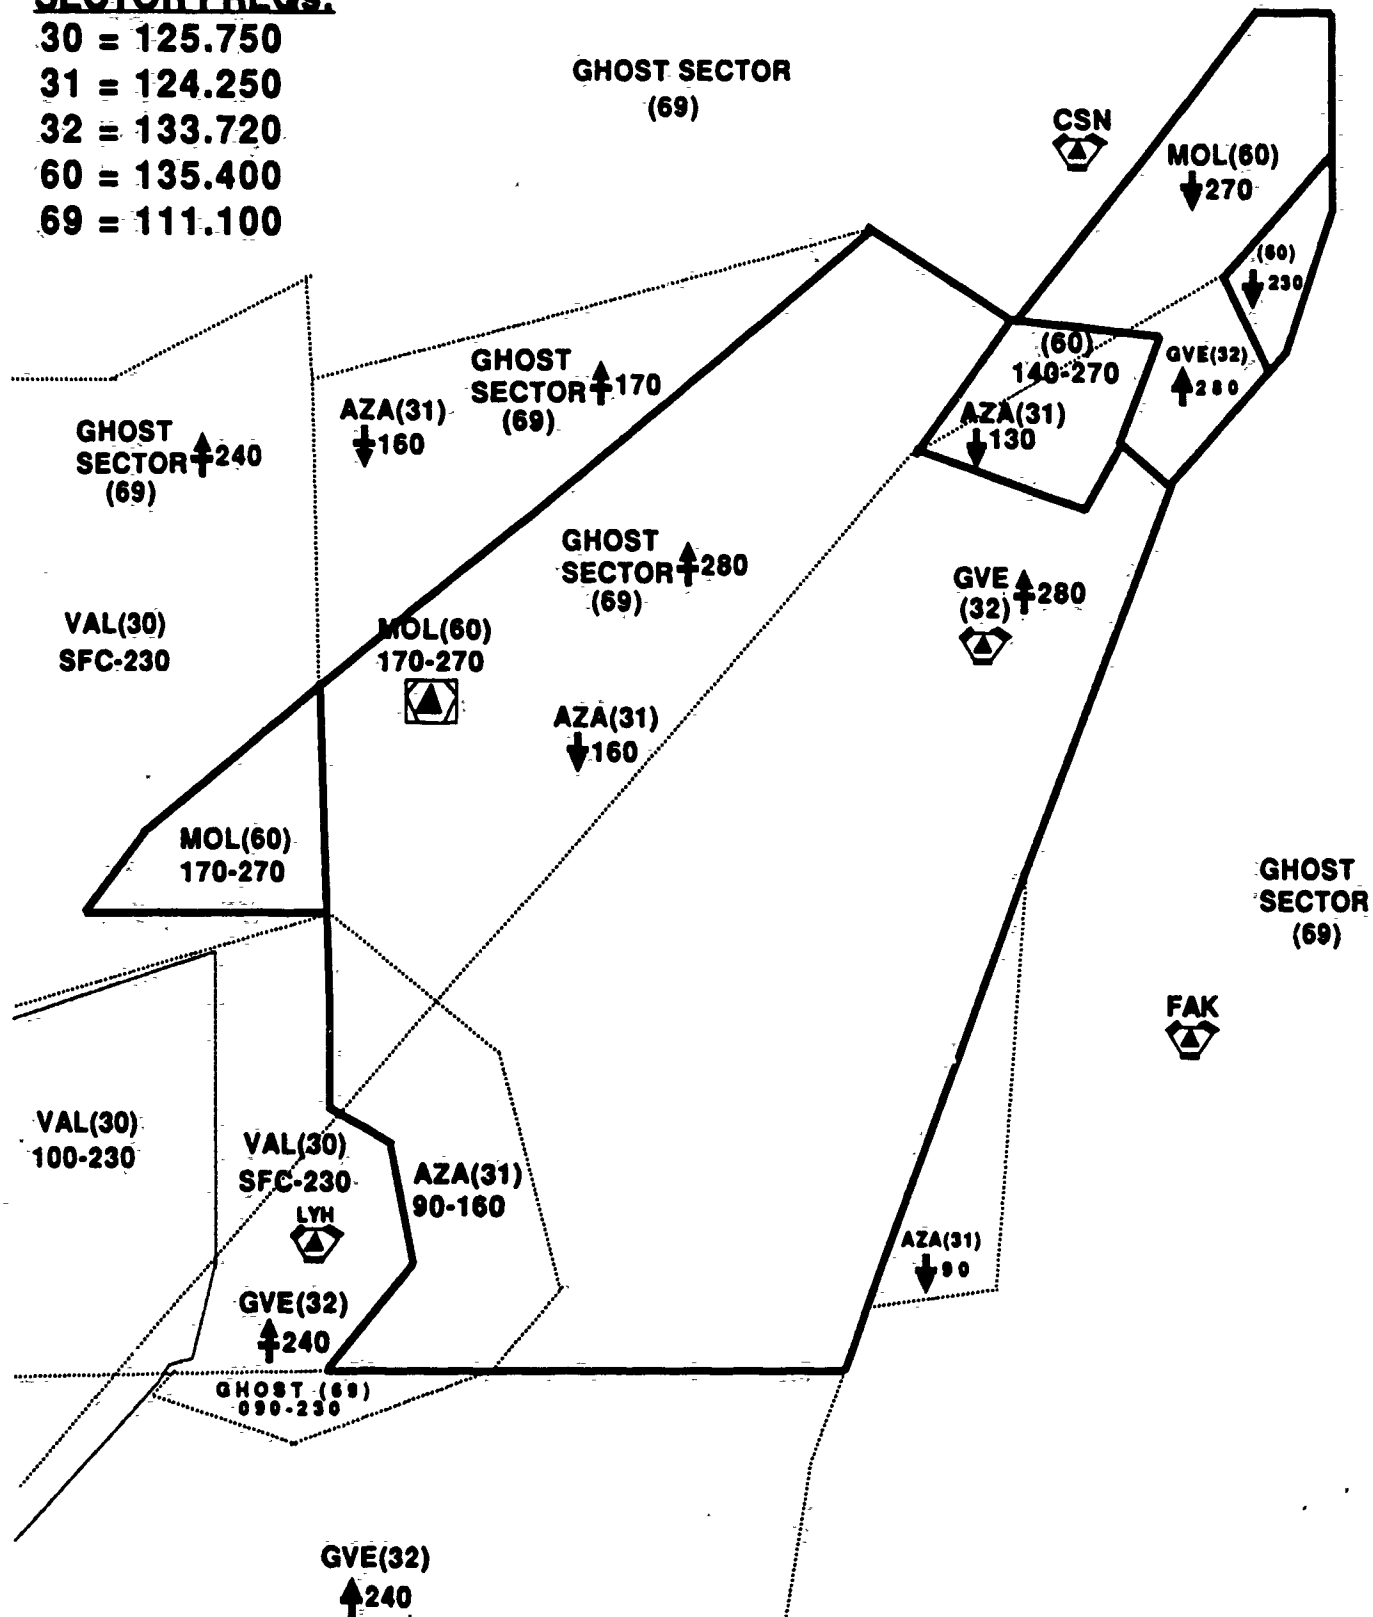 SECTOR FREQs.
30 = 125.750
31 = 124.250
32 = 133.720
60 = 135.400
69 = 111.100
GHOST SECTOR
(69)
CSN
MOL(60)
270
(60)
230
(60)
140-270
GVE(32)
280
AZA(31)
130
GHOST
SECTOR 170
(69)
AZA(31)
160
GHOST
SECTOR 240
(69)
GHOST
SECTOR 280
(69)
GVE
(32) 280
VAL(30)
SFC-230
MOL(60)
170-270
AZA(31)
160
MOL(60)
170-270
GHOST
SECTOR
(69)
FAK
VAL(30)
100-230
VAL(30)
SFC-230
LYH
AZA(31)
90-160
AZA(31)
90
GVE(32)
240
GHOST (69)
090-230
GVE(32)
240